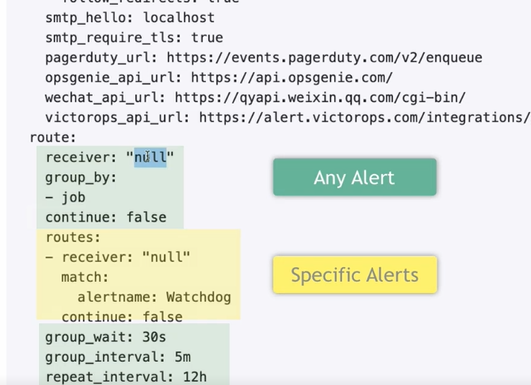 follow_redirects: true
smtp_hello: localhost
smtp_require_tls: true
pagerduty_url: https://events.pagerduty.com/v2/enqueue
opsgenie_api_url: https://api.opsgenie.com/
wechat_api_url: https://qyapi.weixin.qq.com/cgi-bin/
victorops_api_url: https://alert.victorops.com/integrations/
route:
receiver: "null"
group_by:
- job
continue: false
routes:
- receiver: "null"
match:
alertname: Watchdog
continue: false
group_wait: 30s
group_interval: 5m
repeat_interval: 12h
Any Alert
Specific Alerts